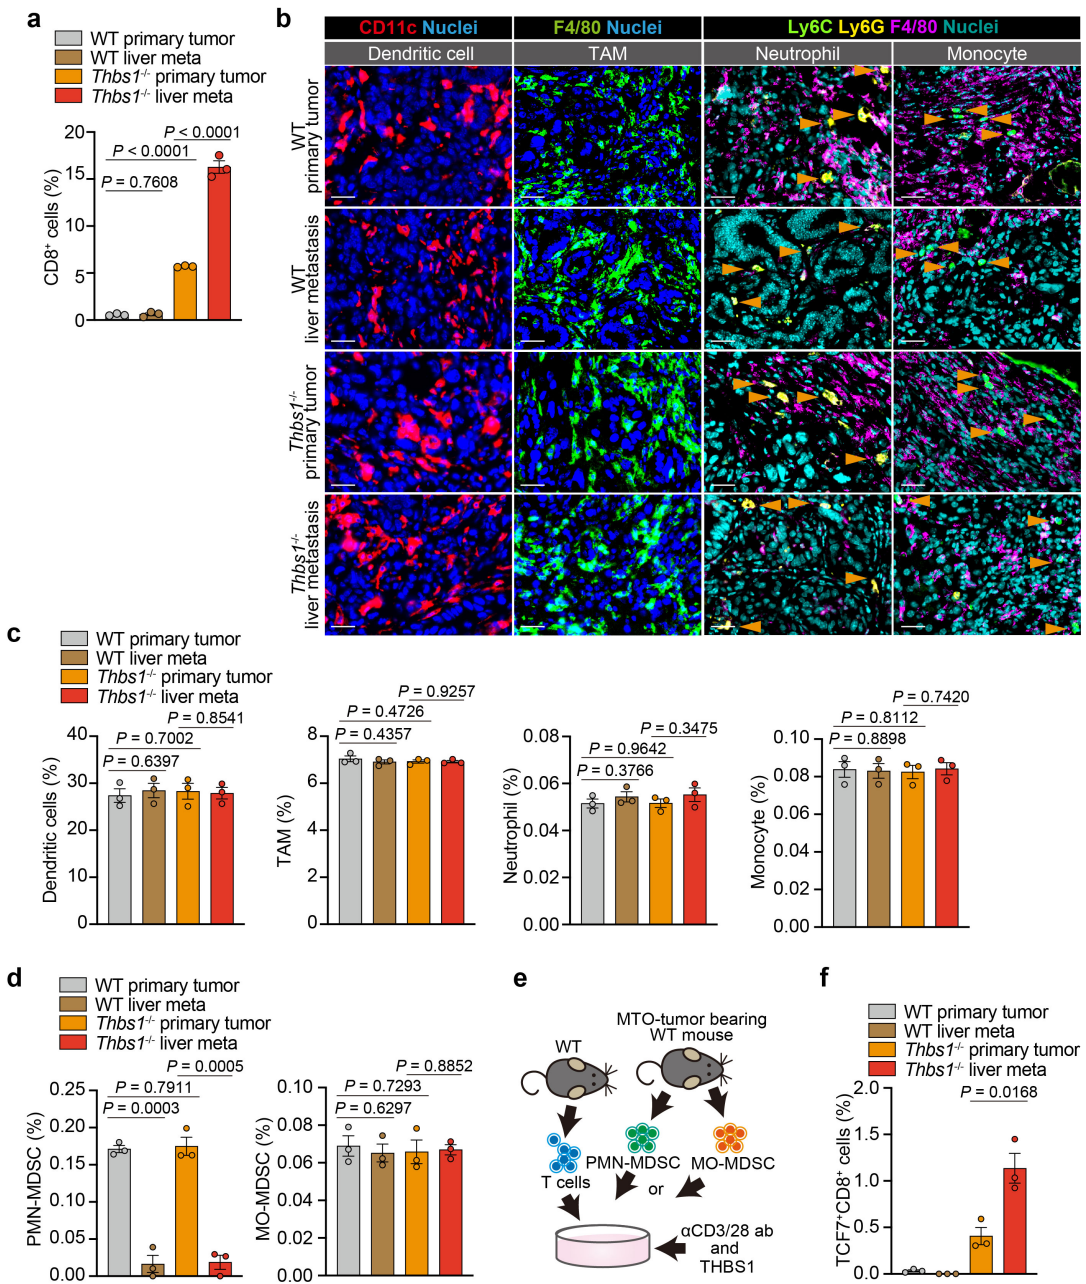 a
WT primary tumor
WT liver meta
Thbs1-/- primary tumor
Thbs1-/- liver meta
P < 0.0001
P < 0.0001
P = 0.7608
CD8+ cells (%)
20
15
10
5
0
b
CD11c Nuclei
F4/80 Nuclei
Ly6C Ly6G F4/80 Nuclei
Dendritic cell
TAM
Neutrophil
Monocyte
WT
primary tumor
WT
liver metastasis
Thbs1-/-
primary tumor
Thbs1-/-
liver metastasis
c
WT primary tumor
WT liver meta
Thbs1-/- primary tumor
Thbs1-/- liver meta
P = 0.8541
P = 0.7002
P = 0.6397
Dendritic cells (%)
40
30
20
10
0
P = 0.9257
P = 0.4726
P = 0.4357
TAM (%)
8
6
4
2
0
P = 0.3475
P = 0.9642
P = 0.3766
Neutrophil (%)
0.08
0.06
0.04
0.02
0.00
P = 0.7420
P = 0.8112
P = 0.8898
Monocyte (%)
0.10
0.08
0.06
0.04
0.02
0.00
d
WT primary tumor
WT liver meta
Thbs1-/- primary tumor
Thbs1-/- liver meta
P = 0.0005
P = 0.7911
P = 0.0003
PMN-MDSC (%)
0.25
0.20
0.15
0.10
0.05
0.00
P = 0.8852
P = 0.7293
P = 0.6297
MO-MDSC (%)
0.10
0.08
0.06
0.04
0.02
0.00
e
WT
MTO-tumor bearing
WT mouse
T cells
PMN-MDSC
MO-MDSC
or
αCD3/28 ab
and
THBS1
f
WT primary tumor
WT liver meta
Thbs1-/- primary tumor
Thbs1-/- liver meta
P = 0.0168
TCF7+CD8+ cells (%)
2.0
1.5
1.0
0.5
0.0